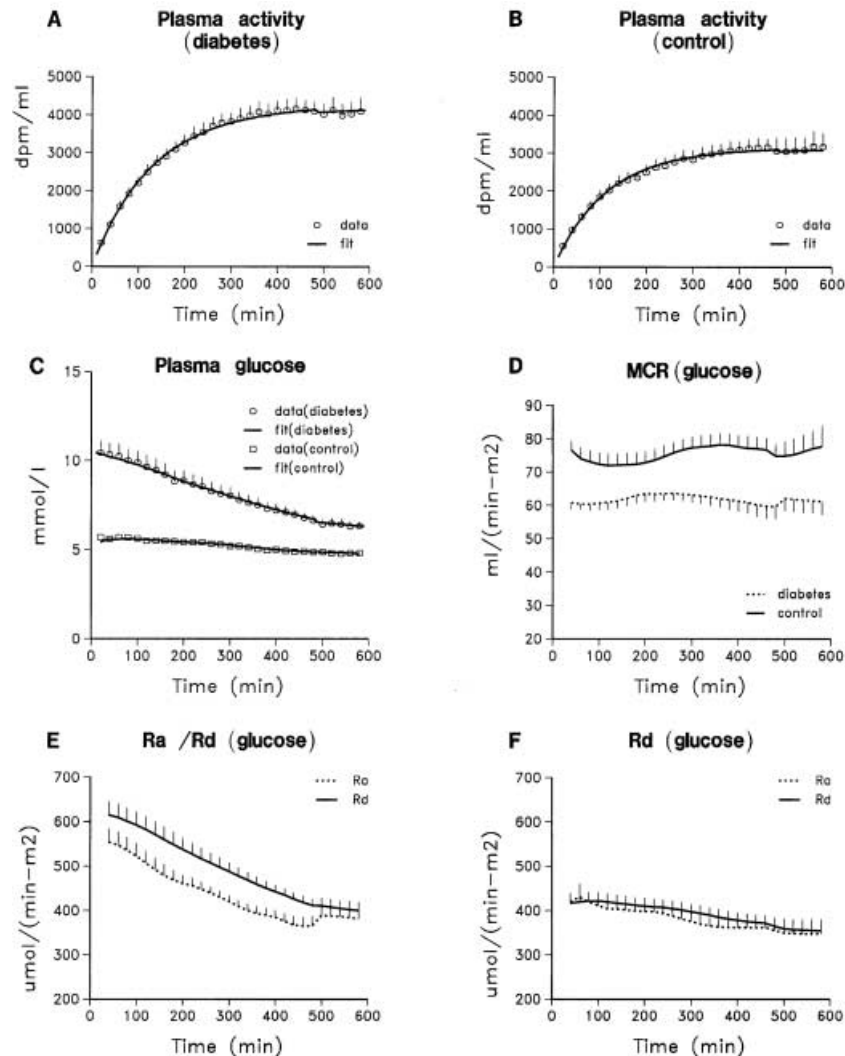 A Plasma activity
(diabetes)
dpm/ml
5000
4000
3000
2000
1000
0
data
fit
0 100 200 300 400 500 600
Time (min)
B Plasma activity
(control)
dpm/ml
5000
4000
3000
2000
1000
0
data
fit
0 100 200 300 400 500 600
Time (min)
C Plasma glucose
mmol/l
15
10
5
0
data(diabetes)
fit(diabetes)
data(control)
fit(control)
0 100 200 300 400 500 600
Time (min)
D MCR (glucose)
ml/(min-m2)
90
80
70
60
50
40
30
20
diabetes
control
0 100 200 300 400 500 600
Time (min)
E Ra /Rd (glucose)
umol/(min-m2)
700
600
500
400
300
200
Ra
Rd
0 100 200 300 400 500 600
Time (min)
F Rd (glucose)
umol/(min-m2)
700
600
500
400
300
200
Ra
Rd
0 100 200 300 400 500 600
Time (min)